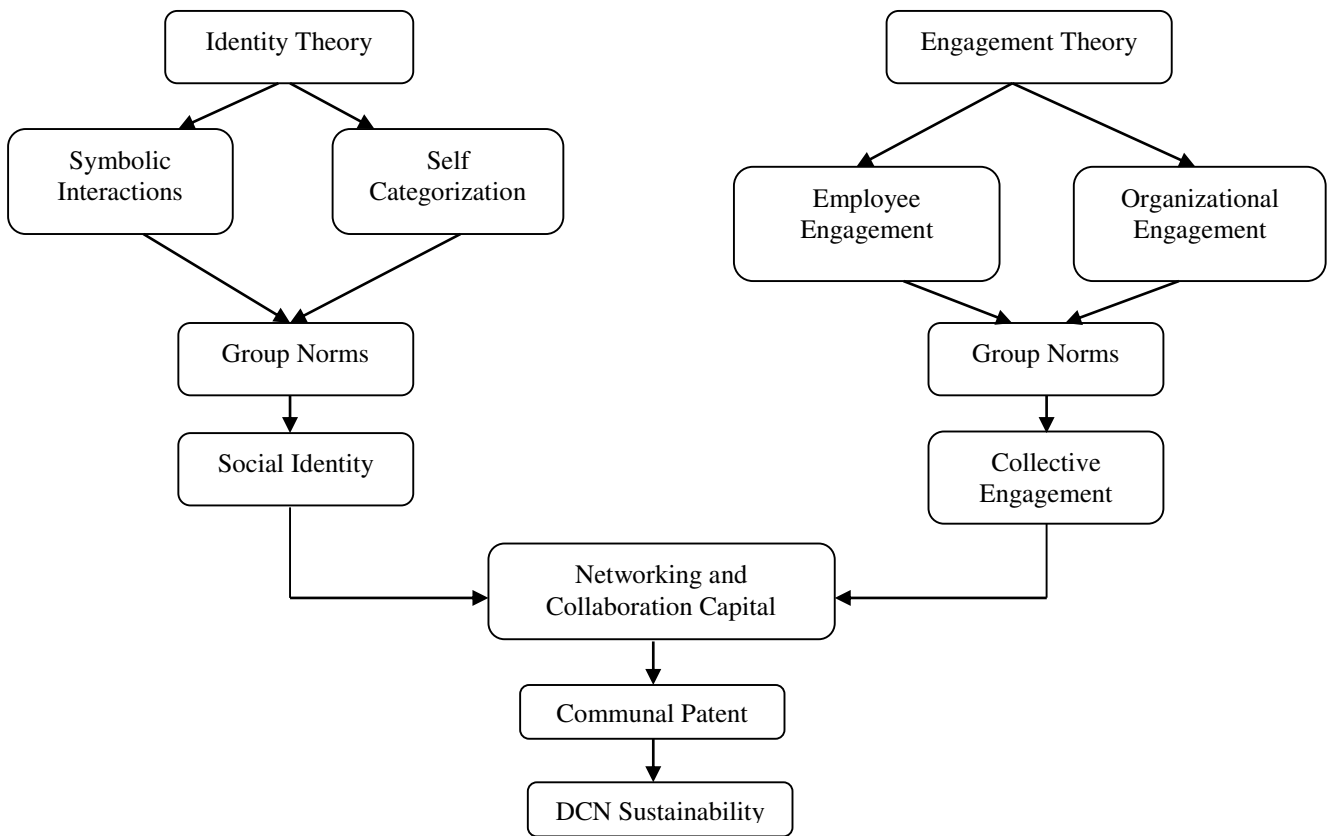 Identity Theory
Engagement Theory
Symbolic
Interactions
Self
Categorization
Employee
Engagement
Organizational
Engagement
Group Norms
Group Norms
Social Identity
Collective
Engagement
Networking and
Collaboration Capital
Communal Patent
DCN Sustainability